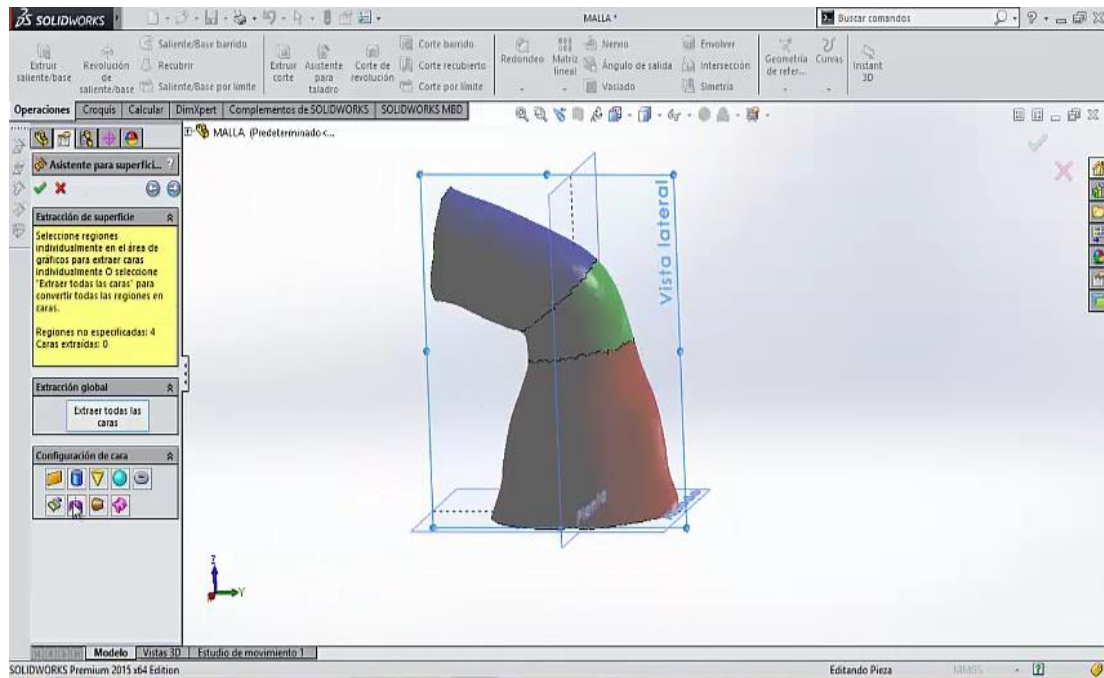 SOLIDWORKS
MALLA *
Buscar comandos
Extruir saliente/base
Revolución de saliente/base
Saliente/Base barrido
Recubrir
Saliente/Base por límite
Extruir corte
Asistente para taladro
Corte de revolución
Corte barrido
Corte recubierto
Corte por límite
Redondeo
Matriz lineal
Nervio
Ángulo de salida
Vaciado
Envolver
Intersección
Simetría
Geometría de refer...
Curvas
Instant 3D
Operaciones
Croquis
Calcular
DimXpert
Complementos de SOLIDWORKS
SOLIDWORKS MBD
MALLA (Predeterminado<...
Asistente para superfici... ?
Extracción de superficie
Seleccione regiones
individualmente en el área de
gráficos para extraer caras
individualmente O seleccione
"Extraer todas las caras" para
convertir todas las regiones en
caras.
Regiones no especificadas: 4
Caras extraídas: 0
Extracción global
Extraer todas las
caras
Configuración de cara
Vista lateral
Planta
Z
Y
Modelo
Vistas 3D
Estudio de movimiento 1
SOLIDWORKS Premium 2015 x64 Edition
Editando Pieza
MMGS